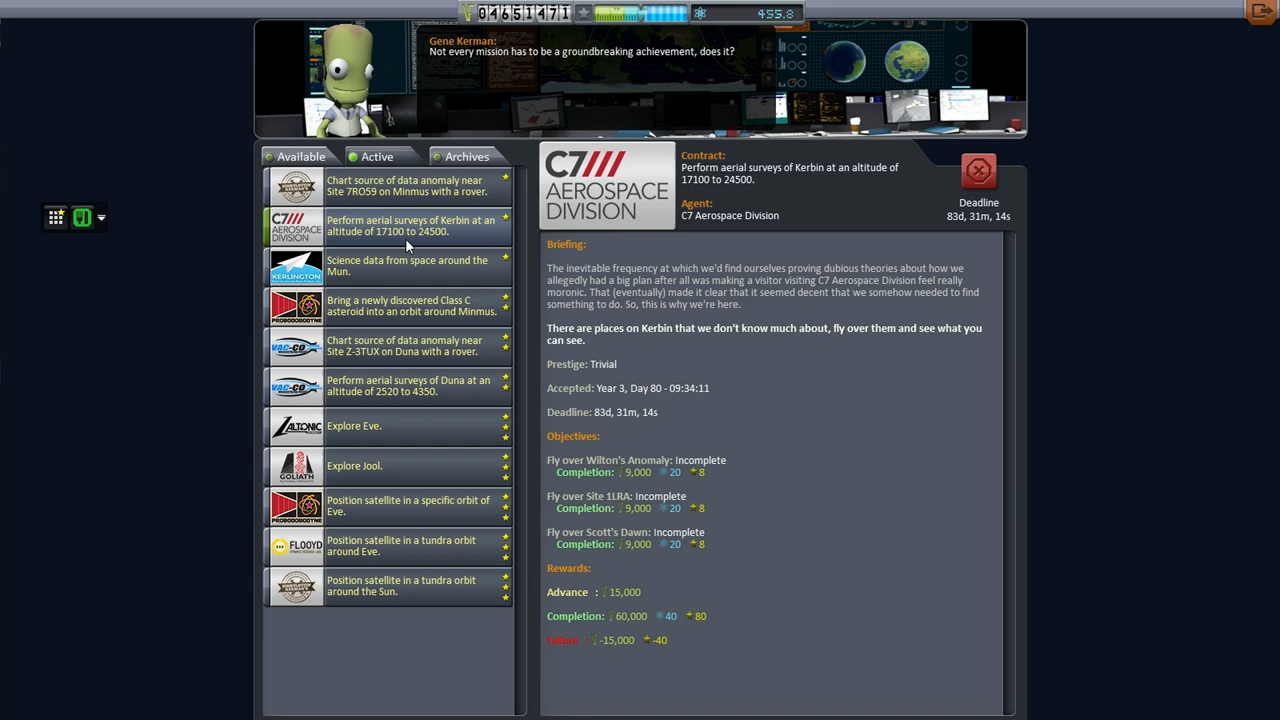 04651471
455.8
Gene Kerman:
Not every mission has to be a groundbreaking achievement, does it?
Available
Active
Archives
Chart source of data anomaly near
Site 7RO59 on Minmus with a rover.
C7///
AEROSPACE
DIVISION
Perform aerial surveys of Kerbin at an
altitude of 17100 to 24500.
KERLINGTON
Science data from space around the
Mun.
PROBODOBODYNE
Bring a newly discovered Class C
asteroid into an orbit around Minmus.
VAC-CO
Chart source of data anomaly near
Site Z-3TUX on Duna with a rover.
VAC-CO
Perform aerial surveys of Duna at an
altitude of 2520 to 4350.
ZALTONIC
Explore Eve.
GOLIATH
Explore Jool.
PROBODOBODYNE
Position satellite in a specific orbit of
Eve.
FLOOYD
Position satellite in a tundra orbit
around Eve.
Position satellite in a tundra orbit
around the Sun.
C7///
AEROSPACE
DIVISION
Contract:
Perform aerial surveys of Kerbin at an altitude of
17100 to 24500.
Agent:
C7 Aerospace Division
Deadline
83d, 31m, 14s
Briefing:
The inevitable frequency at which we'd find ourselves proving dubious theories about how we
allegedly had a big plan after all was making a visitor visiting C7 Aerospace Division feel really
moronic. That (eventually) made it clear that it seemed decent that we somehow needed to find
something to do. So, this is why we're here.
There are places on Kerbin that we don't know much about, fly over them and see what you
can see.
Prestige: Trivial
Accepted: Year 3, Day 80 - 09:34:11
Deadline: 83d, 31m, 14s
Objectives:
Fly over Wilton's Anomaly: Incomplete
Completion: 9,000 20 8
Fly over Site 1LRA: Incomplete
Completion: 9,000 20 8
Fly over Scott's Dawn: Incomplete
Completion: 9,000 20 8
Rewards:
Advance : 15,000
Completion: 60,000 40 80
Failure : -15,000 -40